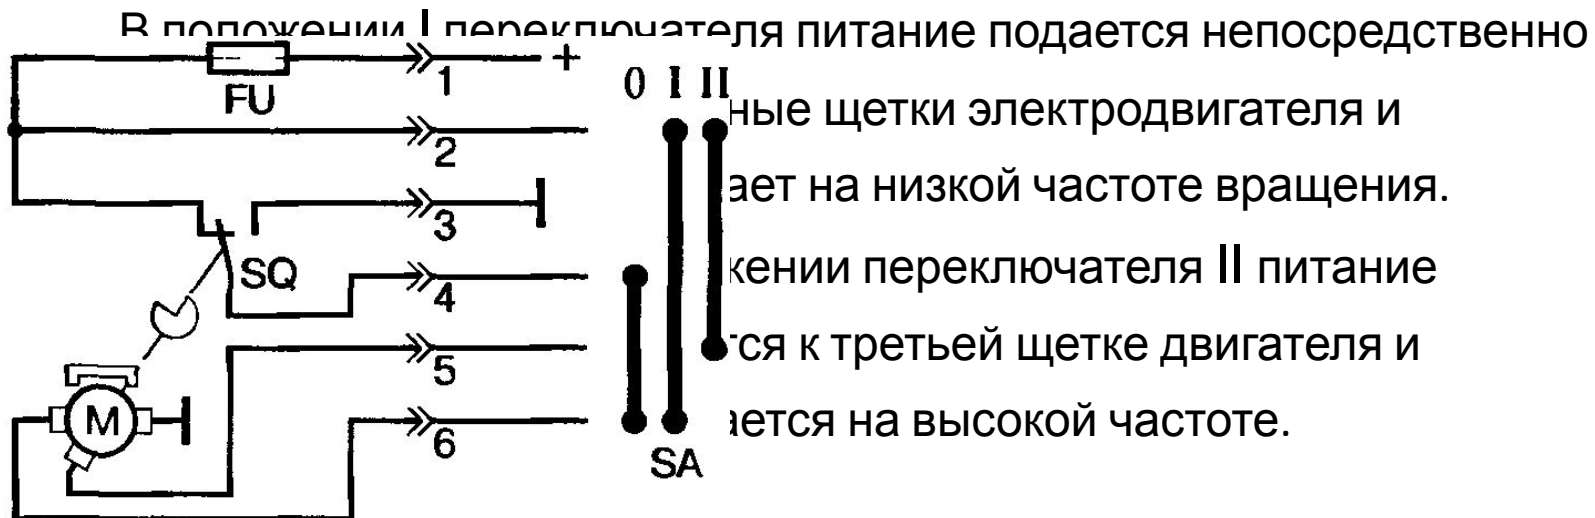 В положении I переключателя питание подается непосредственно
+
1
0 I II
FU
ные щетки электродвигателя и
2
ает на низкой частоте вращения.
3
SQ
4
жении переключателя II питание
5
тся к третьей щетке двигателя и
M
6
ается на высокой частоте.
SA